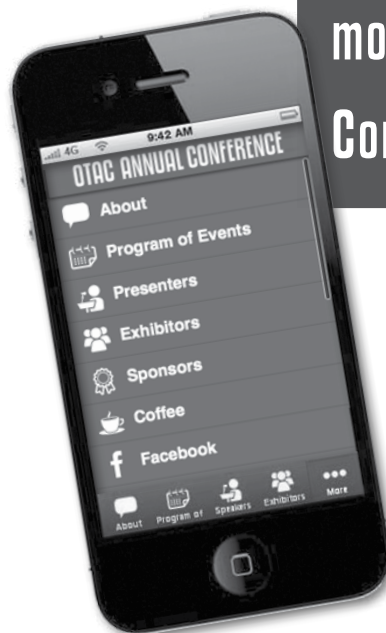 mo
Con
4G 9:42 AM
OTAC ANNUAL CONFERENCE
About
Program of Events
Presenters
Exhibitors
Sponsors
Coffee
Facebook
About Program of Speakers Exhibitors More